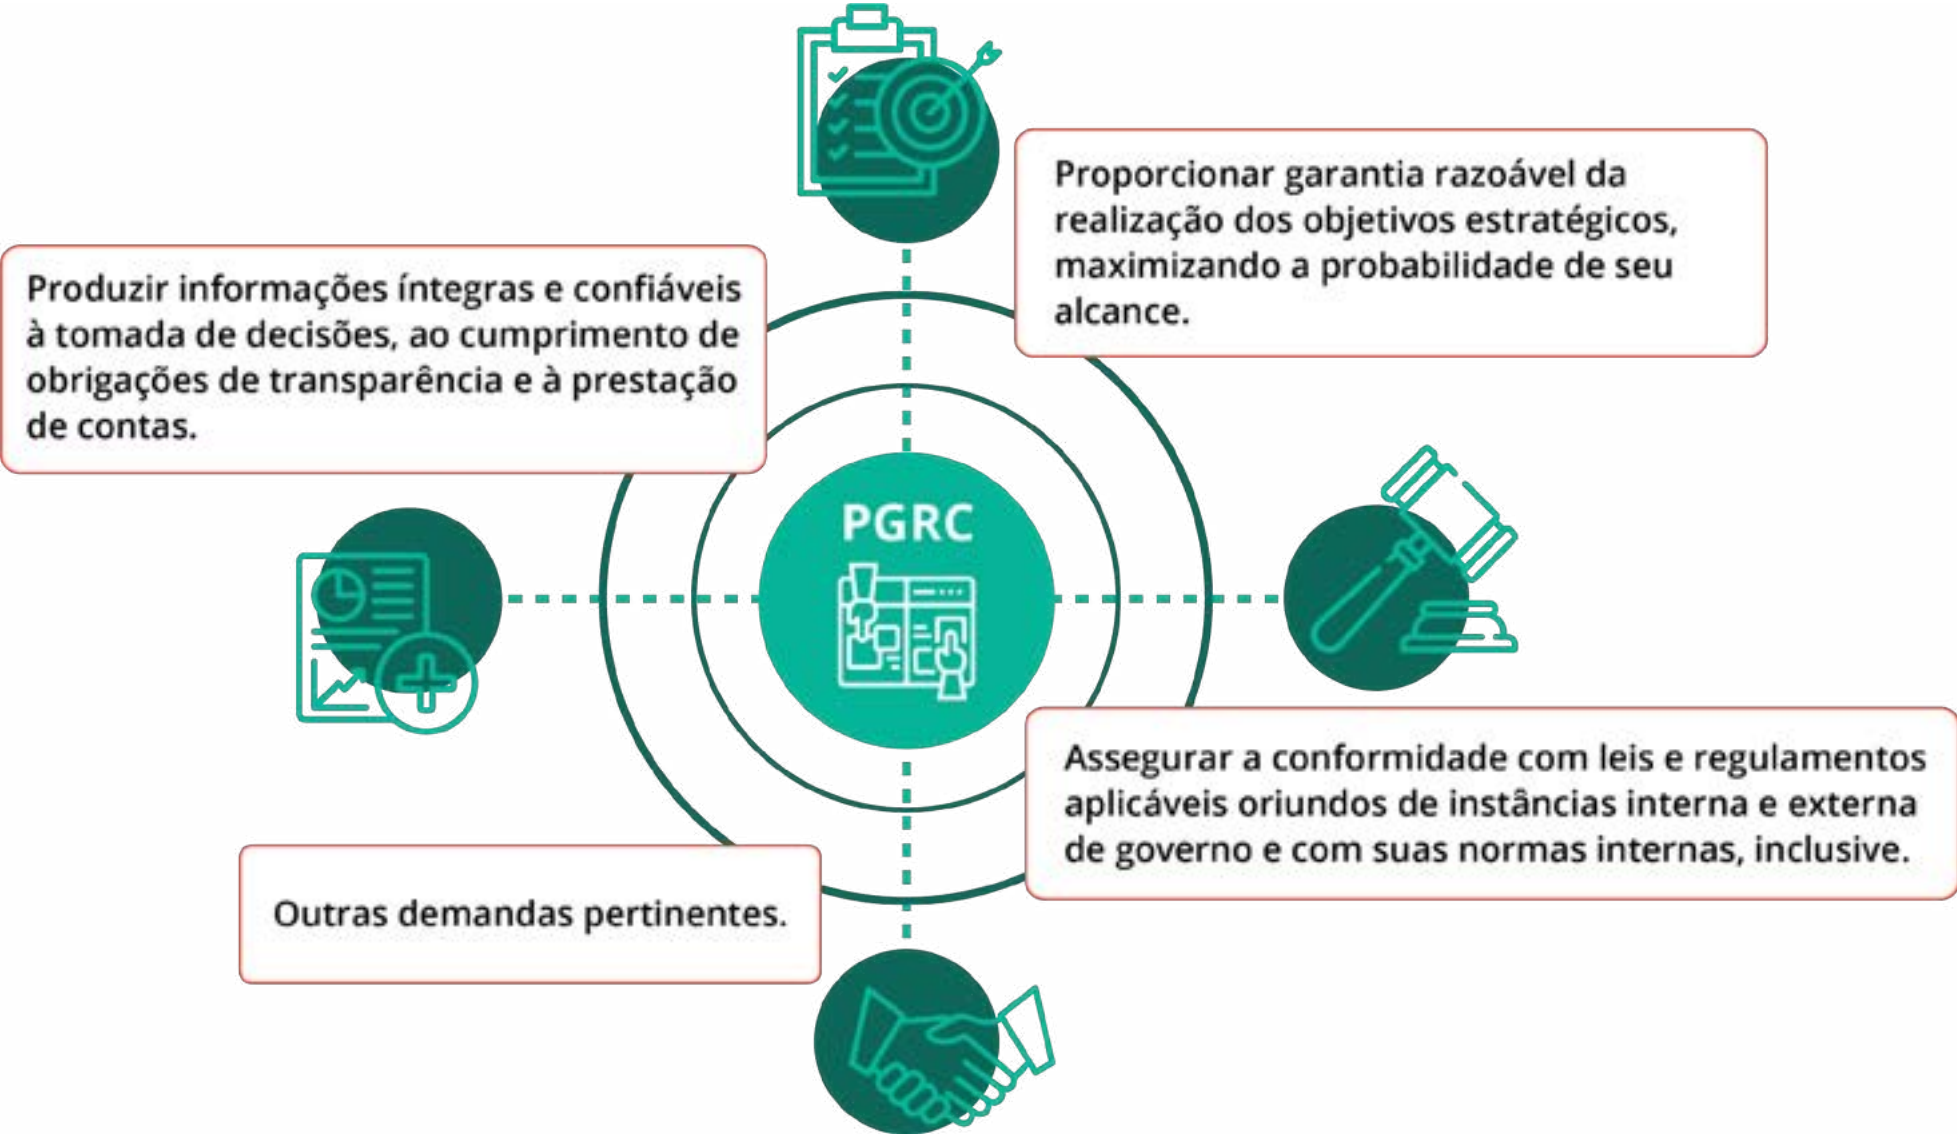 Proporcionar garantia razoável da
realização dos objetivos estratégicos,
maximizando a probabilidade de seu
alcance.
Produzir informações íntegras e confiáveis
à tomada de decisões, ao cumprimento de
obrigações de transparência e à prestação
de contas.
PGRC
Assegurar a conformidade com leis e regulamentos
aplicáveis oriundos de instâncias interna e externa
de governo e com suas normas internas, inclusive.
Outras demandas pertinentes.